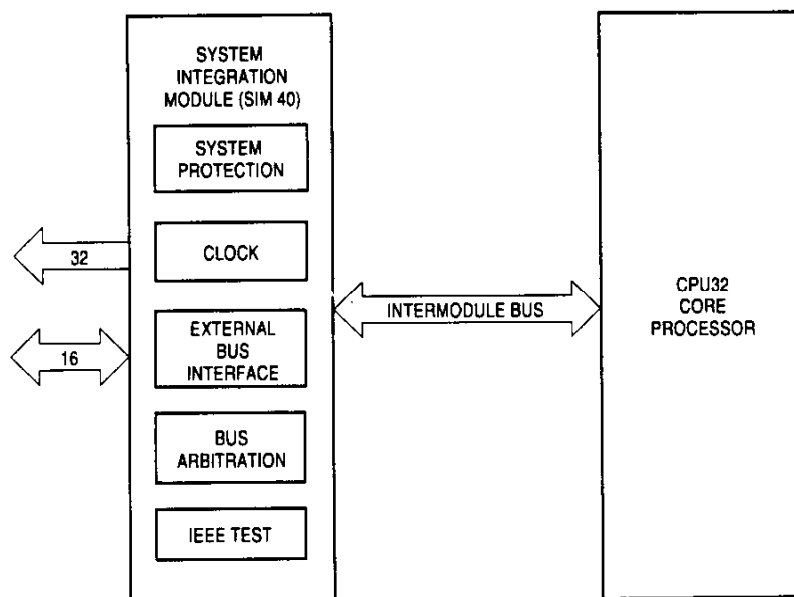 SYSTEM
INTEGRATION
MODULE (SIM 40)
SYSTEM
PROTECTION
32
CLOCK
INTERMODULE BUS
CPU32
CORE
PROCESSOR
16
EXTERNAL
BUS
INTERFACE
BUS
ARBITRATION
IEEE TEST